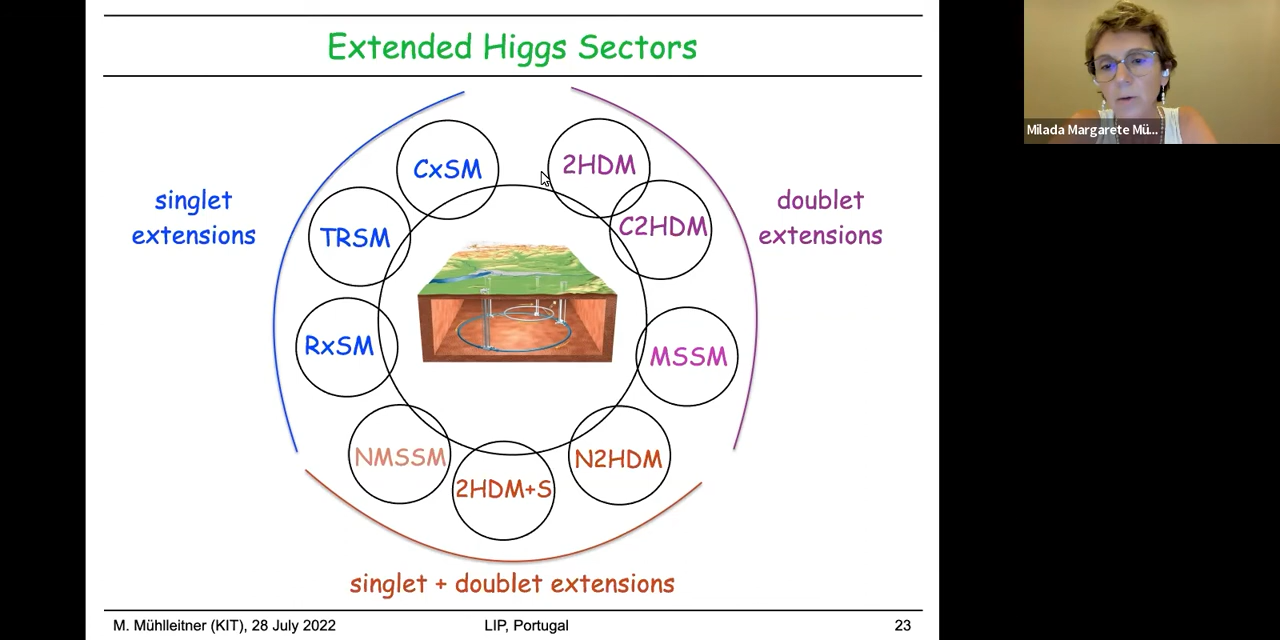 Extended Higgs Sectors
singlet
extensions
CxSM
TRSM
RxSM
2HDM
C2HDM
MSSM
doublet
extensions
NMSSM
2HDM+S
N2HDM
singlet + doublet extensions
M. Mühlleitner (KIT), 28 July 2022
LIP, Portugal
23
Milada Margarete Mü...